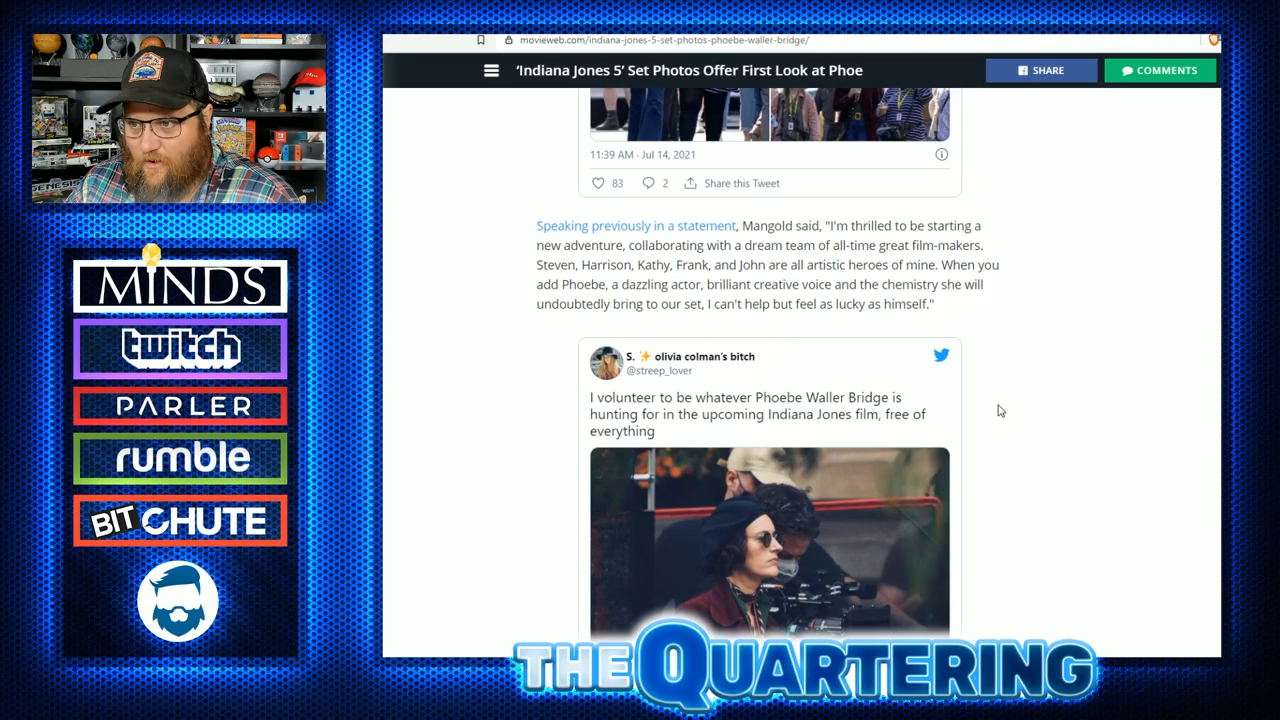 movieweb.com/indiana-jones-5-set-photos-phoebe-waller-bridge/
'Indiana Jones 5' Set Photos Offer First Look at Phoe
SHARE
COMMENTS
11:39 AM · Jul 14, 2021
83
2
Share this Tweet
Speaking previously in a statement, Mangold said, "I'm thrilled to be starting a
new adventure, collaborating with a dream team of all-time great film-makers.
Steven, Harrison, Kathy, Frank, and John are all artistic heroes of mine. When you
add Phoebe, a dazzling actor, brilliant creative voice and the chemistry she will
undoubtedly bring to our set, I can't help but feel as lucky as himself."
S. ✨ olivia colman's bitch
@streep_lover
I volunteer to be whatever Phoebe Waller Bridge is
hunting for in the upcoming Indiana Jones film, free of
everything
GENESIS
MINDS
twitch
PARLER
rumble
BITCHUTE
THE QUARTERING